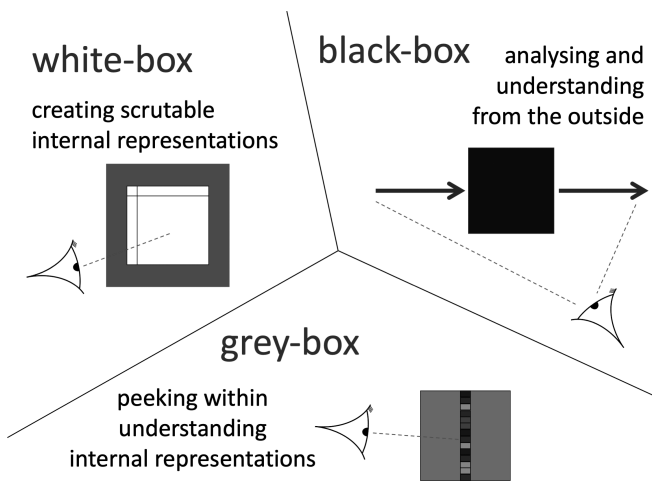 white-box
creating scrutable
internal representations
black-box
analysing and
understanding
from the outside
grey-box
peeking within
understanding
internal representations